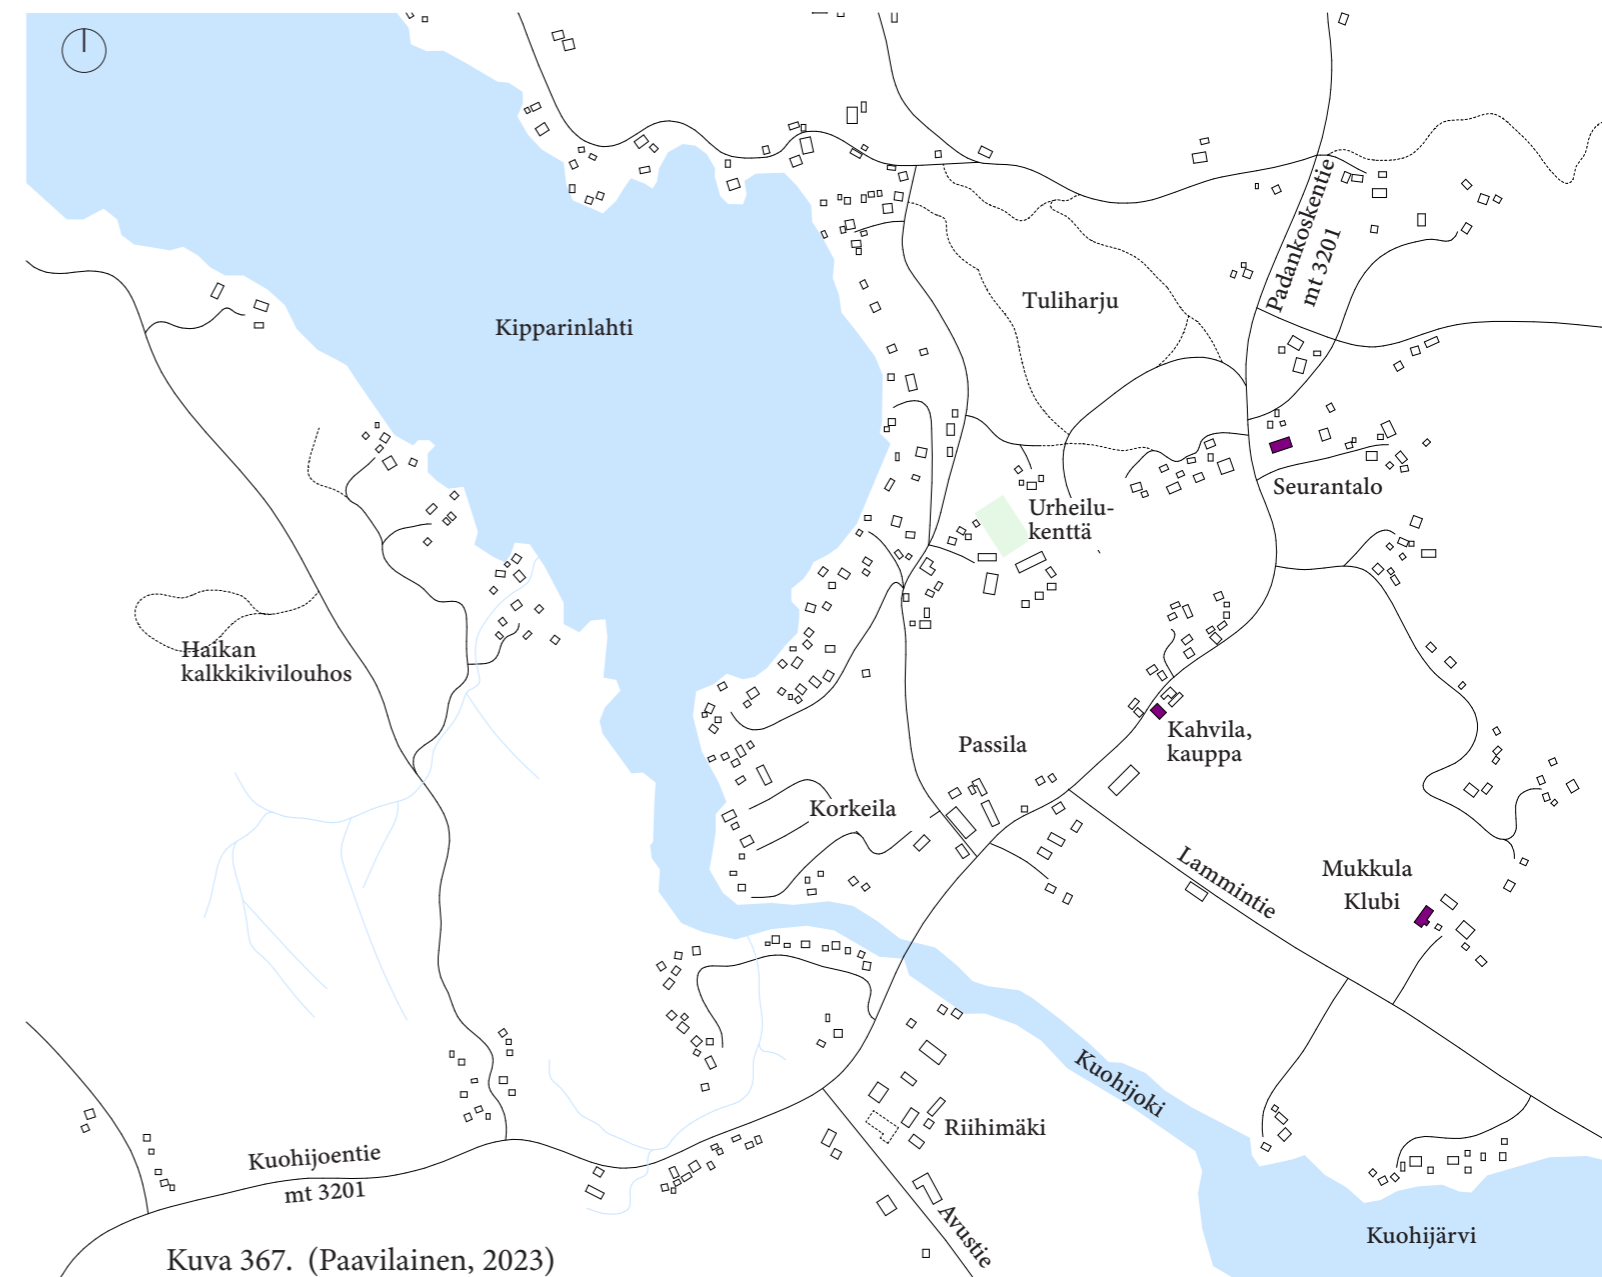 Padankoskentie
mt 3201
Tuliharju
Kipparinlahti
Seurantalo
Urheilu-
kenttä
Haikan
kalkkikivilouhos
Kahvila,
kauppa
Passila
Korkeila
Lammintie
Mukkula
Klubi
Kuohijoki
Riihimäki
Kuohijoentie
mt 3201
Avustie
Kuohijärvi
Kuva 367. (Paavilainen, 2023)